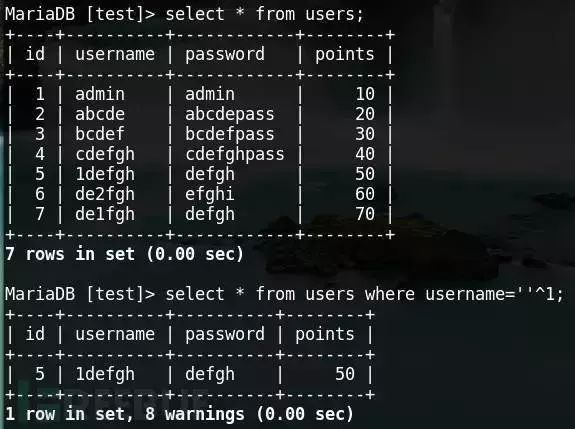 MariaDB [test]> select * from users;
+----+----------+------------+--------+
| id | username | password   | points |
+----+----------+------------+--------+
|  1 | admin    | admin      |     10 |
|  2 | abcde    | abcdepass  |     20 |
|  3 | bcdef    | bcdefpass  |     30 |
|  4 | cdefgh   | cdefghpass |     40 |
|  5 | 1defgh   | defgh      |     50 |
|  6 | de2fgh   | efghi      |     60 |
|  7 | de1fgh   | defgh      |     70 |
+----+----------+------------+--------+
7 rows in set (0.00 sec)
MariaDB [test]> select * from users where username=''^1;
+----+----------+----------+--------+
| id | username | password | points |
+----+----------+----------+--------+
|  5 | 1defgh   | defgh    |     50 |
+----+----------+----------+--------+
1 row in set, 8 warnings (0.00 sec)